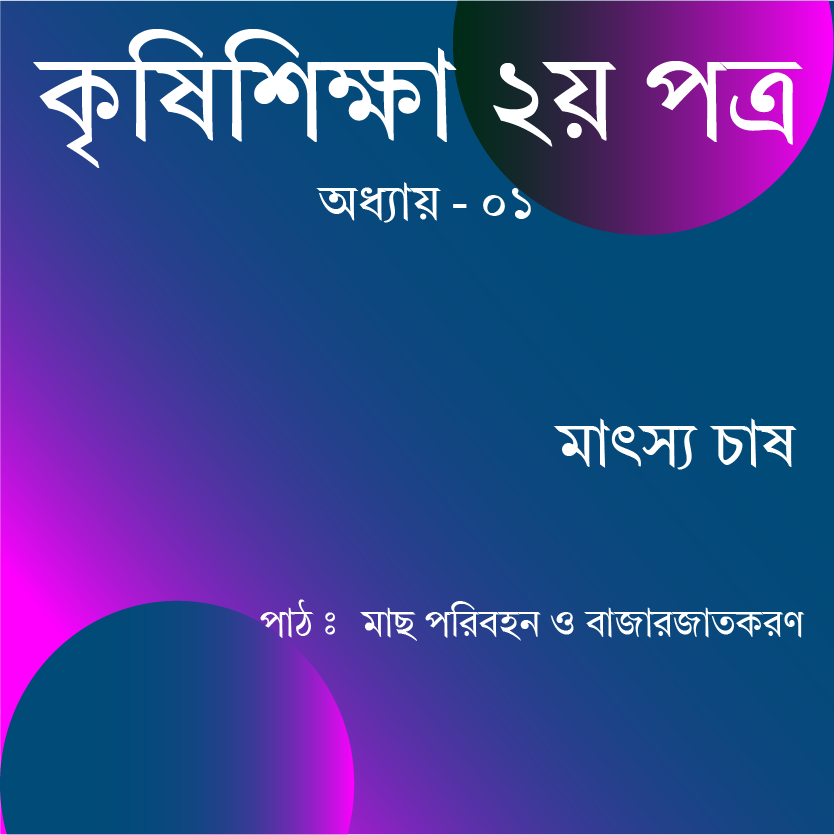 কৃষিশিক্ষা ২য় পত্র
অধ্যায় - ০১
মাৎস্য চাষ
পাঠ ঃ মাছ পরিবহন ও বাজারজাতকরণ